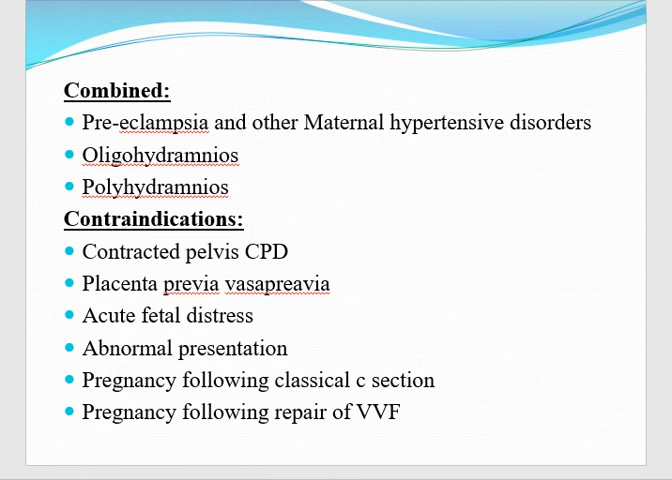 Combined:
Pre-eclampsia and other Maternal hypertensive disorders
Oligohydramnios
Polyhydramnios
Contraindications:
Contracted pelvis CPD
Placenta previa vasapreavia
Acute fetal distress
Abnormal presentation
Pregnancy following classical c section
Pregnancy following repair of VVF